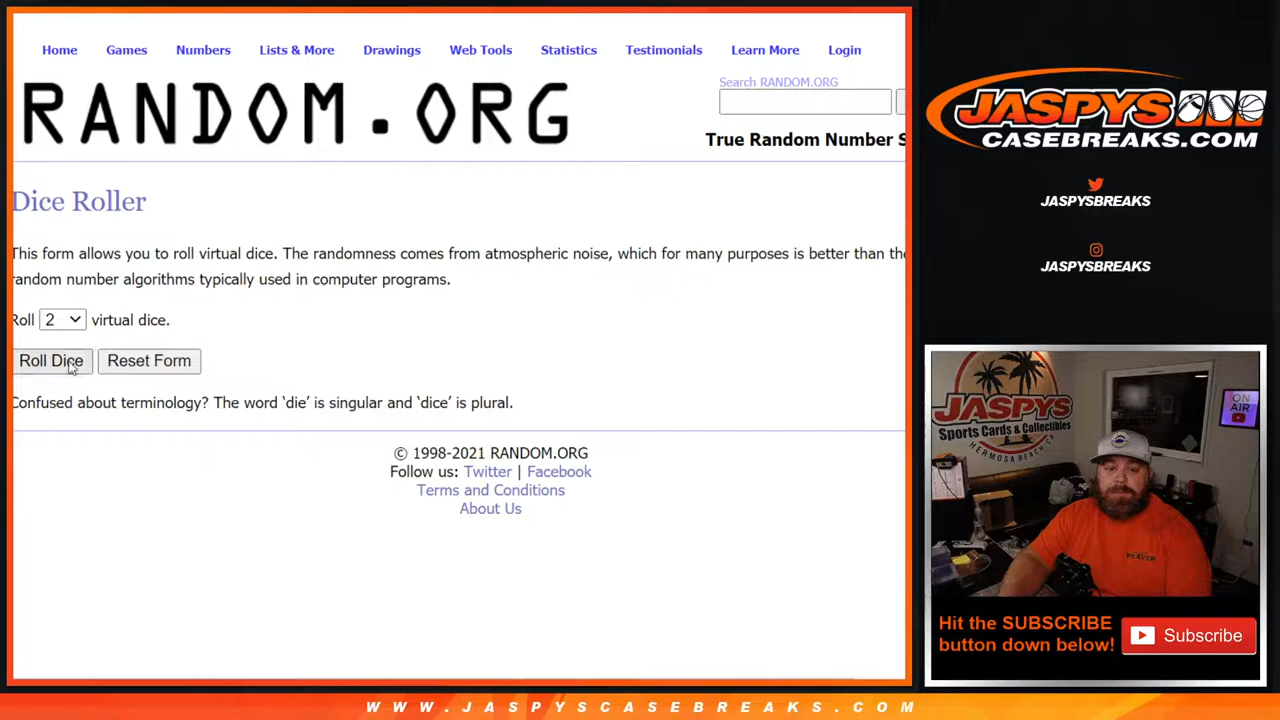 Home Games Numbers Lists & More Drawings Web Tools Statistics Testimonials Learn More Login
RANDOM.ORG
Search RANDOM.ORG
True Random Number S
Dice Roller
This form allows you to roll virtual dice. The randomness comes from atmospheric noise, which for many purposes is better than the
random number algorithms typically used in computer programs.
Roll 2 virtual dice.
Roll Dice Reset Form
Confused about terminology? The word ‘die’ is singular and ‘dice’ is plural.
© 1998-2021 RANDOM.ORG
Follow us: Twitter | Facebook
Terms and Conditions
About Us
JASPYS
CASEBREAKS.COM
JASPYSBREAKS
JASPYSBREAKS
JASPYS
Sports Cards & Collectibles
HERMOSA BEACH, CA
ON
AIR
BEAVER
Hit the SUBSCRIBE
button down below!
Subscribe
WWW.JASPYSCASEBREAKS.COM